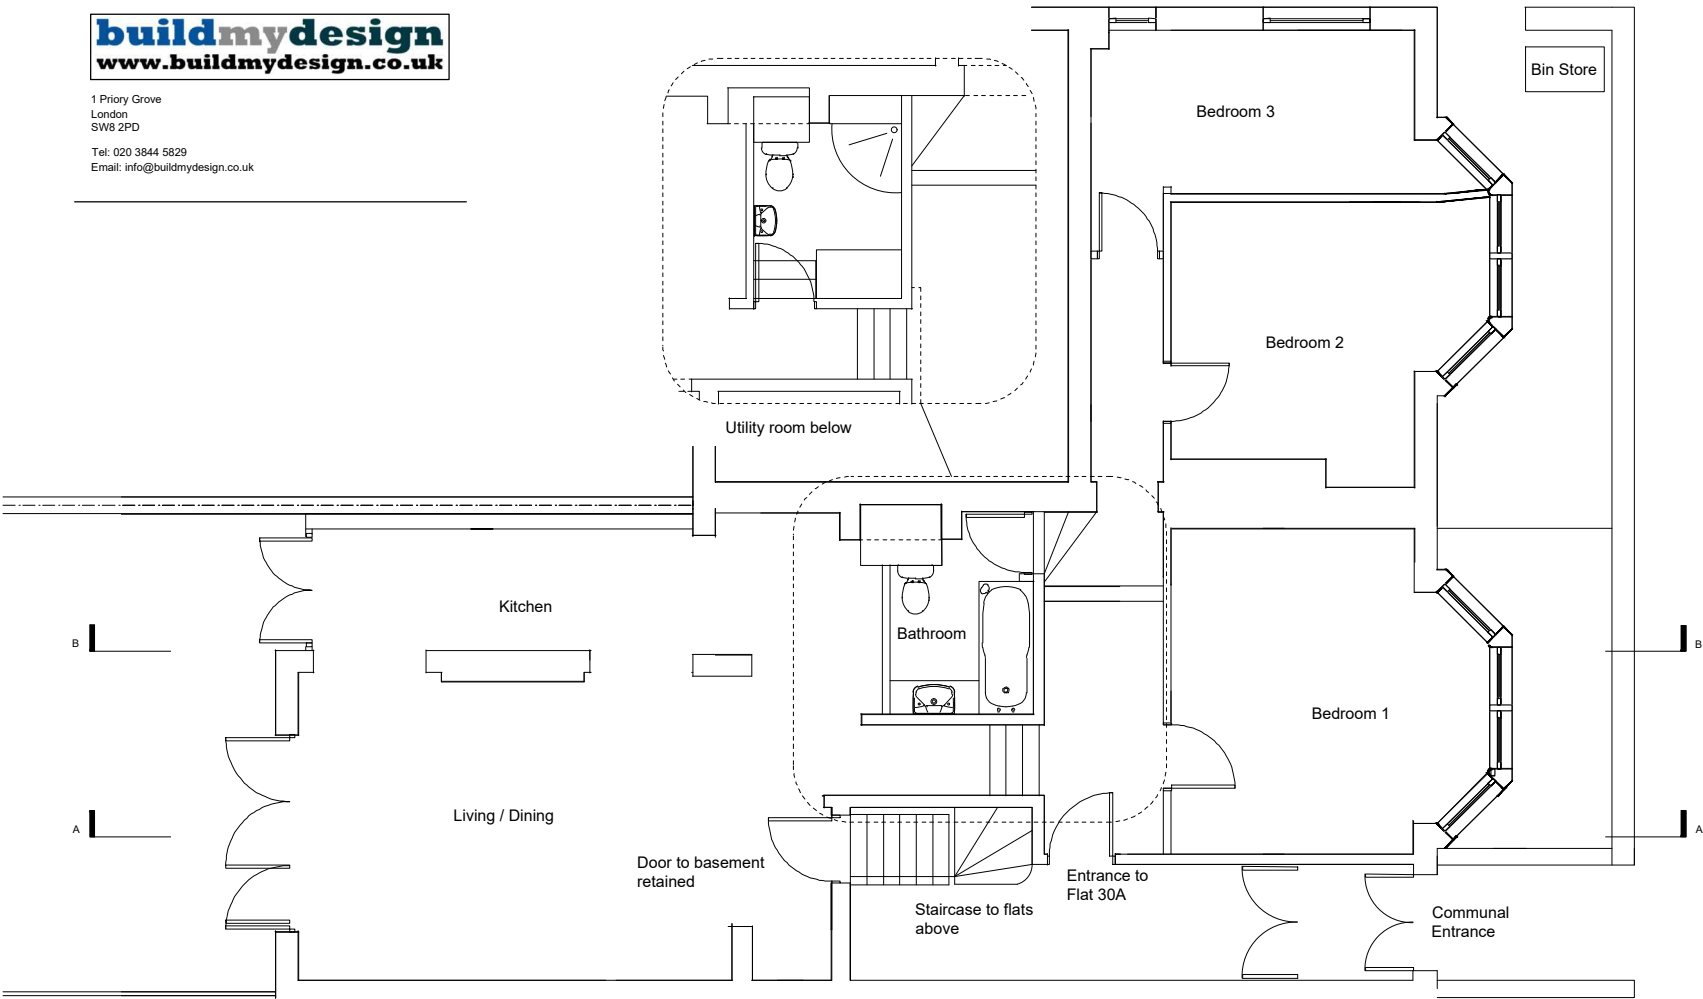 buildmydesign
www.buildmydesign.co.uk
1 Priory Grove
London
SW8 2PD
Tel: 020 3844 5829
Email: info@buildmydesign.co.uk
Bin Store
Bedroom 3
Bedroom 2
Utility room below
Kitchen
Bathroom
B
B
Bedroom 1
Living / Dining
A
A
Door to basement
retained
Entrance to
Flat 30A
Staircase to flats
above
Communal
Entrance